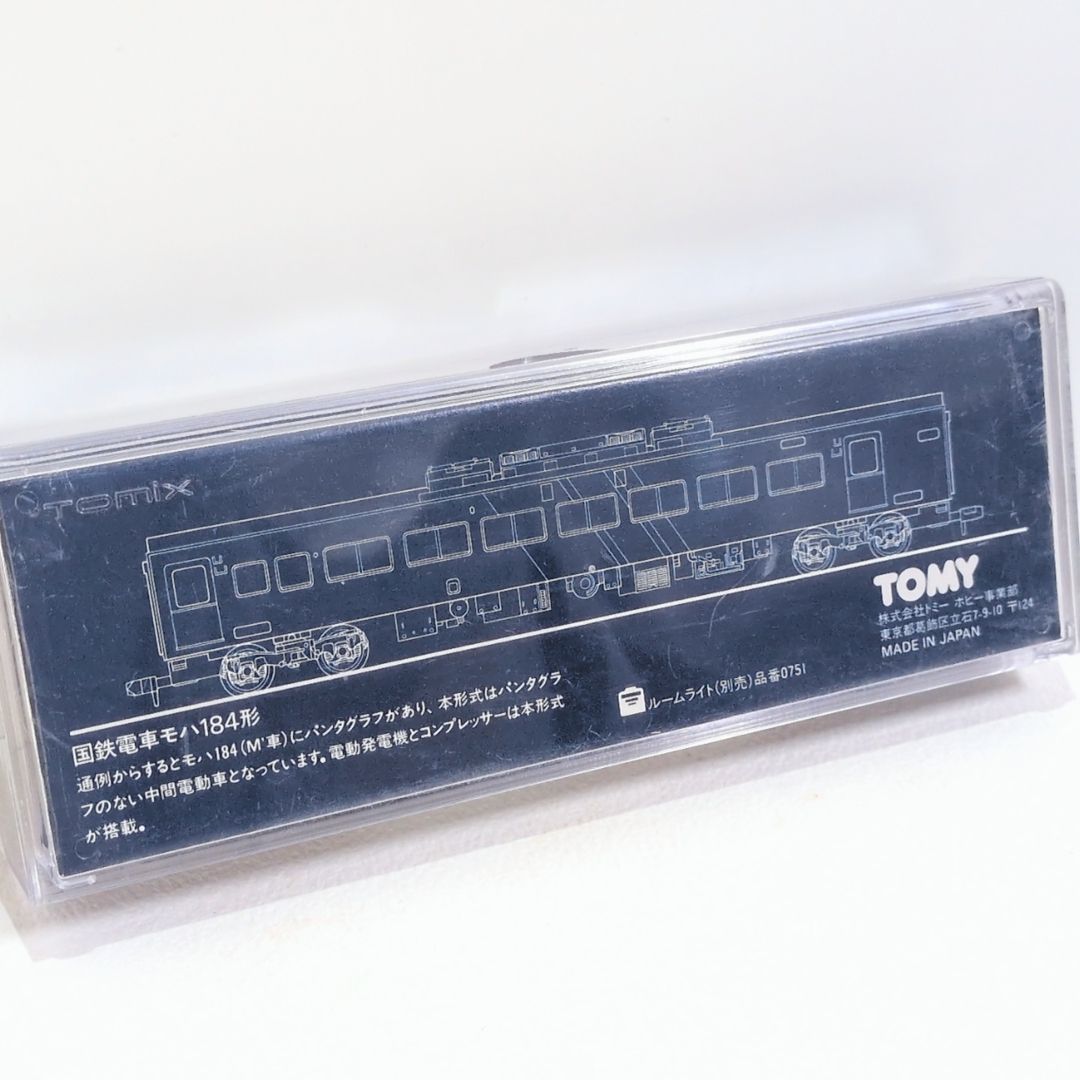 TOMIX
国鉄電車モハ184形
通例からするとモハ184(M'車)にパンタグラフがあり、本形式はパンタグラ
フのない中間電動車となっています。電動発電機とコンプレッサーは本形式
が搭載。
ルームライト(別売)品番0751
TOMY
株式会社トミー ホビー事業部
東京都葛飾区立石7-9-10 〒124
MADE IN JAPAN